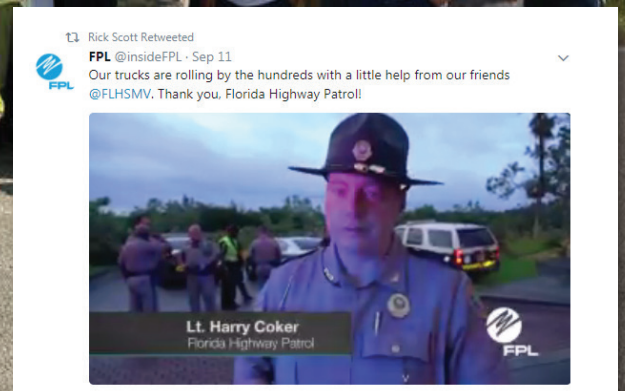 Rick Scott Retweeted
FPL @insideFPL · Sep 11
FPL
Our trucks are rolling by the hundreds with a little help from our friends
@FLHSMV. Thank you, Florida Highway Patrol!
Lt. Harry Coker
Florida Highway Patrol
FPL